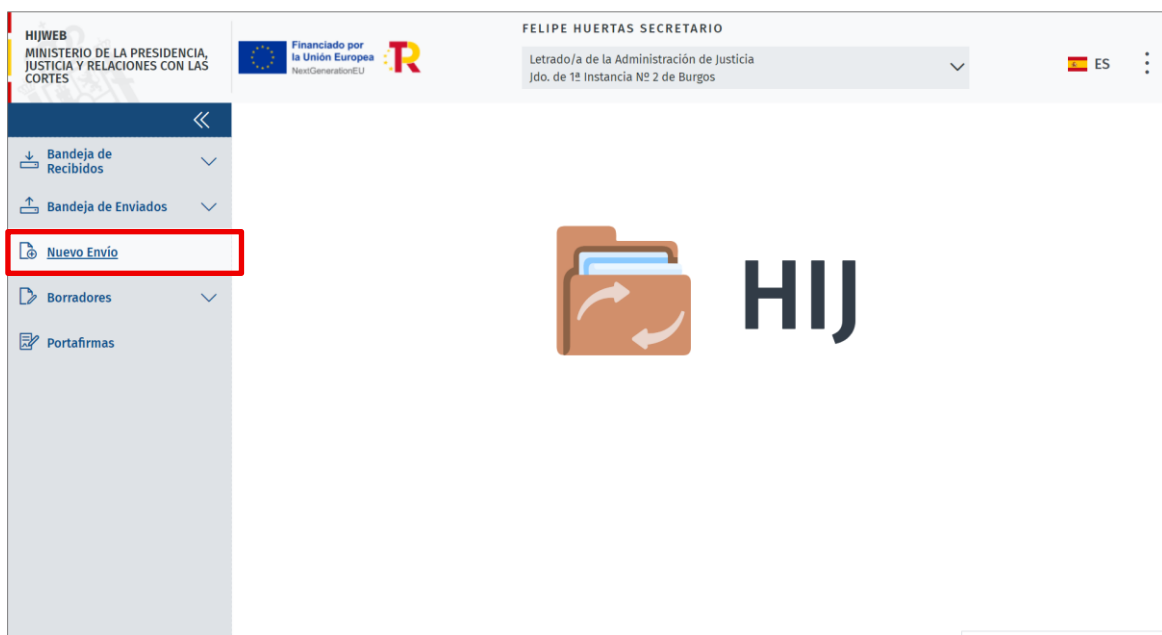 HIJWEB
MINISTERIO DE LA PRESIDENCIA,
JUSTICIA Y RELACIONES CON LAS
CORTES
Financiado por
la Unión Europea
NextGenerationEU
FELIPE HUERTAS SECRETARIO
Letrado/a de la Administración de Justicia
Jdo. de 1ª Instancia Nº 2 de Burgos
ES
Bandeja de
Recibidos
Bandeja de Enviados
Nuevo Envío
Borradores
Portafirmas
HIJ